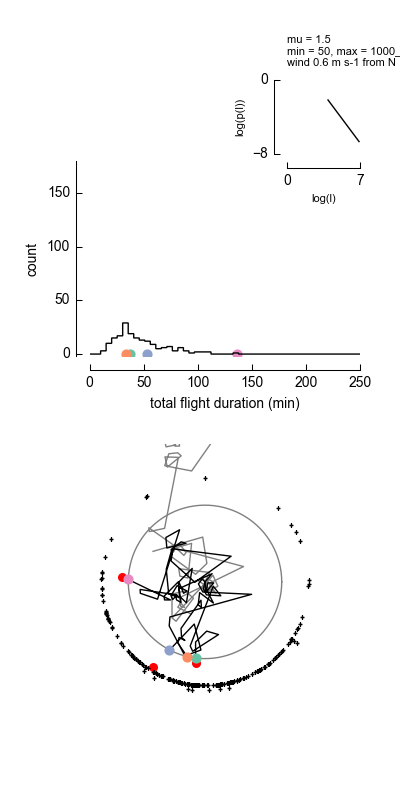 mu = 1.5
min = 50, max = 1000_
wind 0.6 m s-1 from N
0
log(p(l))
−8
0 7
log(l)
150
100
count
50
0
0 50 100 150 200 250
total flight duration (min)